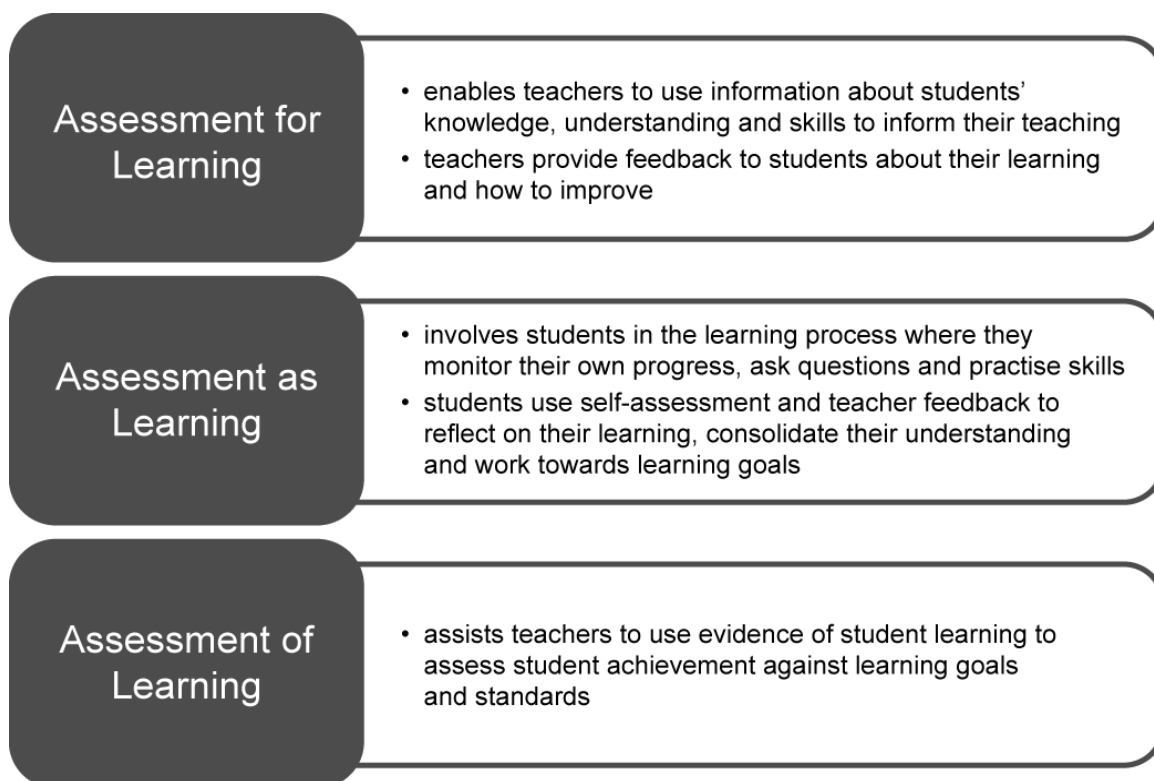 Assessment for
Learning
• enables teachers to use information about students’
knowledge, understanding and skills to inform their teaching
• teachers provide feedback to students about their learning
and how to improve
Assessment as
Learning
• involves students in the learning process where they
monitor their own progress, ask questions and practise skills
• students use self-assessment and teacher feedback to
reflect on their learning, consolidate their understanding
and work towards learning goals
Assessment of
Learning
• assists teachers to use evidence of student learning to
assess student achievement against learning goals
and standards